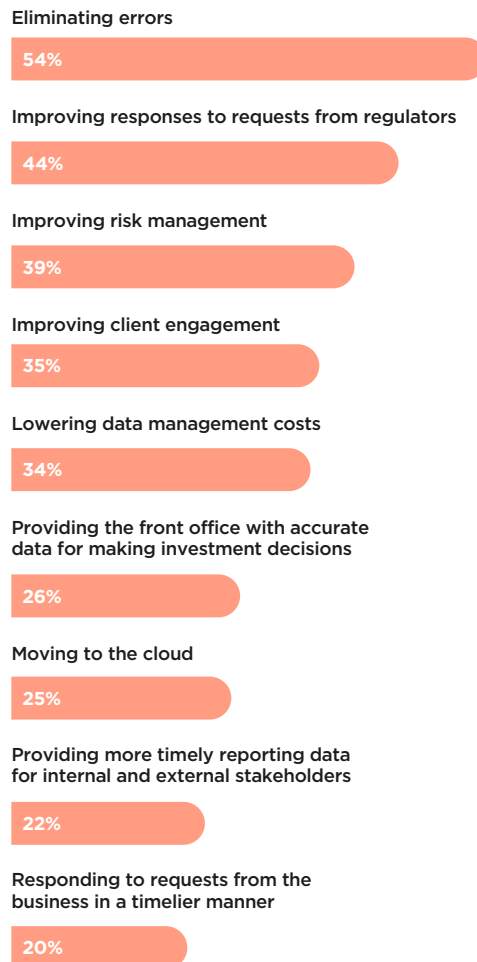 Eliminating errors
54%
Improving responses to requests from regulators
44%
Improving risk management
39%
Improving client engagement
35%
Lowering data management costs
34%
Providing the front office with accurate
data for making investment decisions
26%
Moving to the cloud
25%
Providing more timely reporting data
for internal and external stakeholders
22%
Responding to requests from the
business in a timelier manner
20%